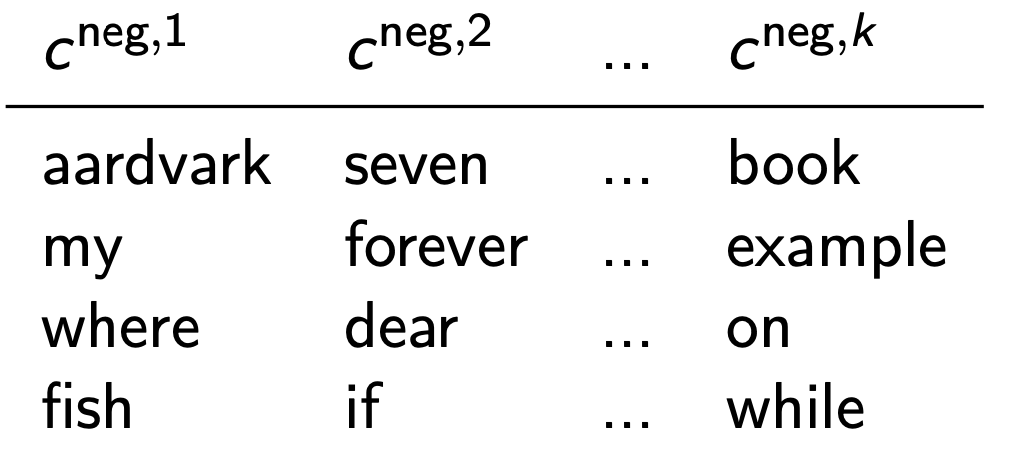 c^neg,1 c^neg,2 ... c^neg,k
aardvark seven ... book
my forever ... example
where dear ... on
fish if ... while